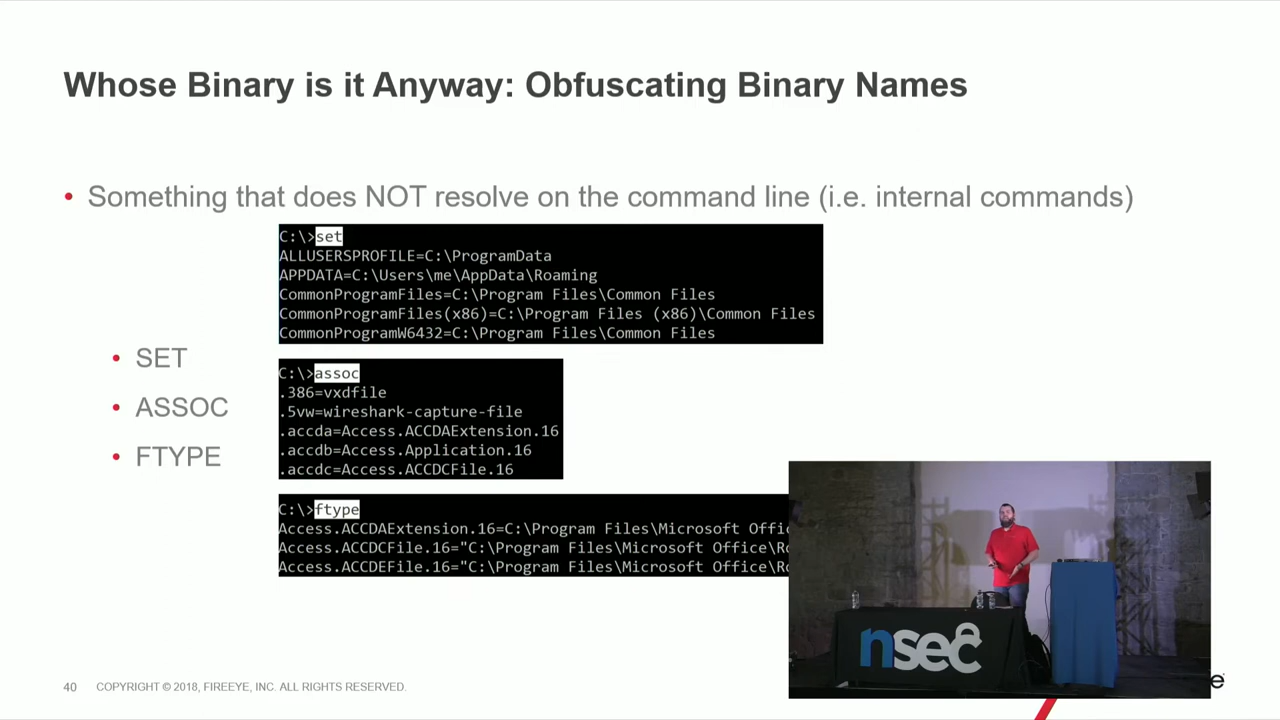 Whose Binary is it Anyway: Obfuscating Binary Names
• Something that does NOT resolve on the command line (i.e. internal commands)
C:\>set
ALLUSERSPROFILE=C:\ProgramData
APPDATA=C:\Users\me\AppData\Roaming
CommonProgramFiles=C:\Program Files\Common Files
CommonProgramFiles(x86)=C:\Program Files (x86)\Common Files
CommonProgramW6432=C:\Program Files\Common Files
• SET
• ASSOC
• FTYPE
C:\>assoc
.386=vxdfile
.5vw=wireshark-capture-file
.accda=Access.ACCDAExtension.16
.accdb=Access.Application.16
.accdc=Access.ACCDCFile.16
C:\>ftype
Access.ACCDAExtension.16=C:\Program Files\Microsoft Offic
Access.ACCDCFile.16="C:\Program Files\Microsoft Office\Ro
Access.ACCDEFile.16="C:\Program Files\Microsoft Office\Ro
nsec
40 COPYRIGHT © 2018, FIREEYE, INC. ALL RIGHTS RESERVED.